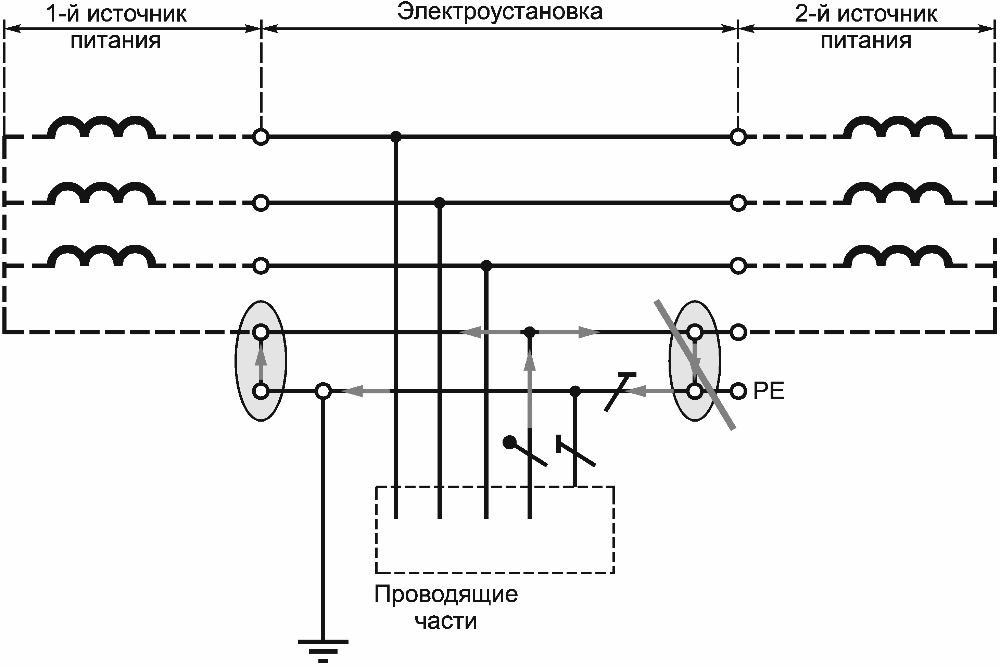 1-й источник
питания
Электроустановка
2-й источник
питания
PE
Проводящие
части